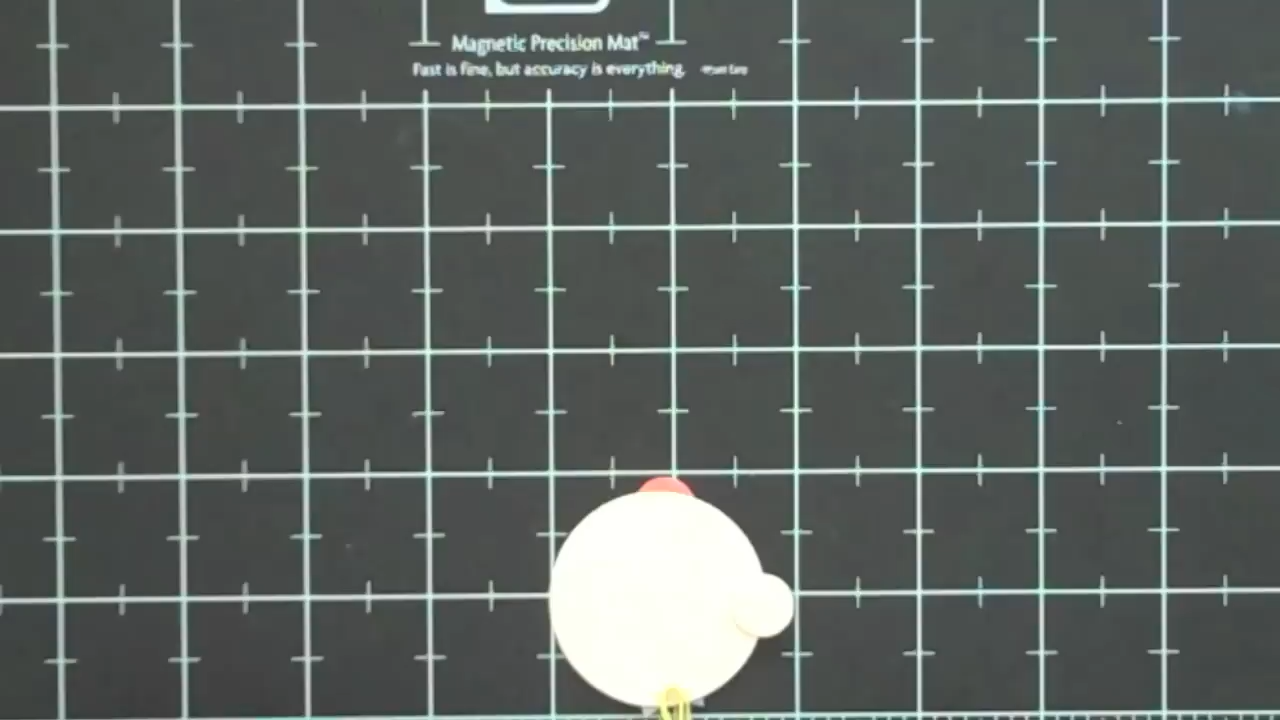 Magnetic Precision Mat™
Fast is fine, but accuracy is everything.